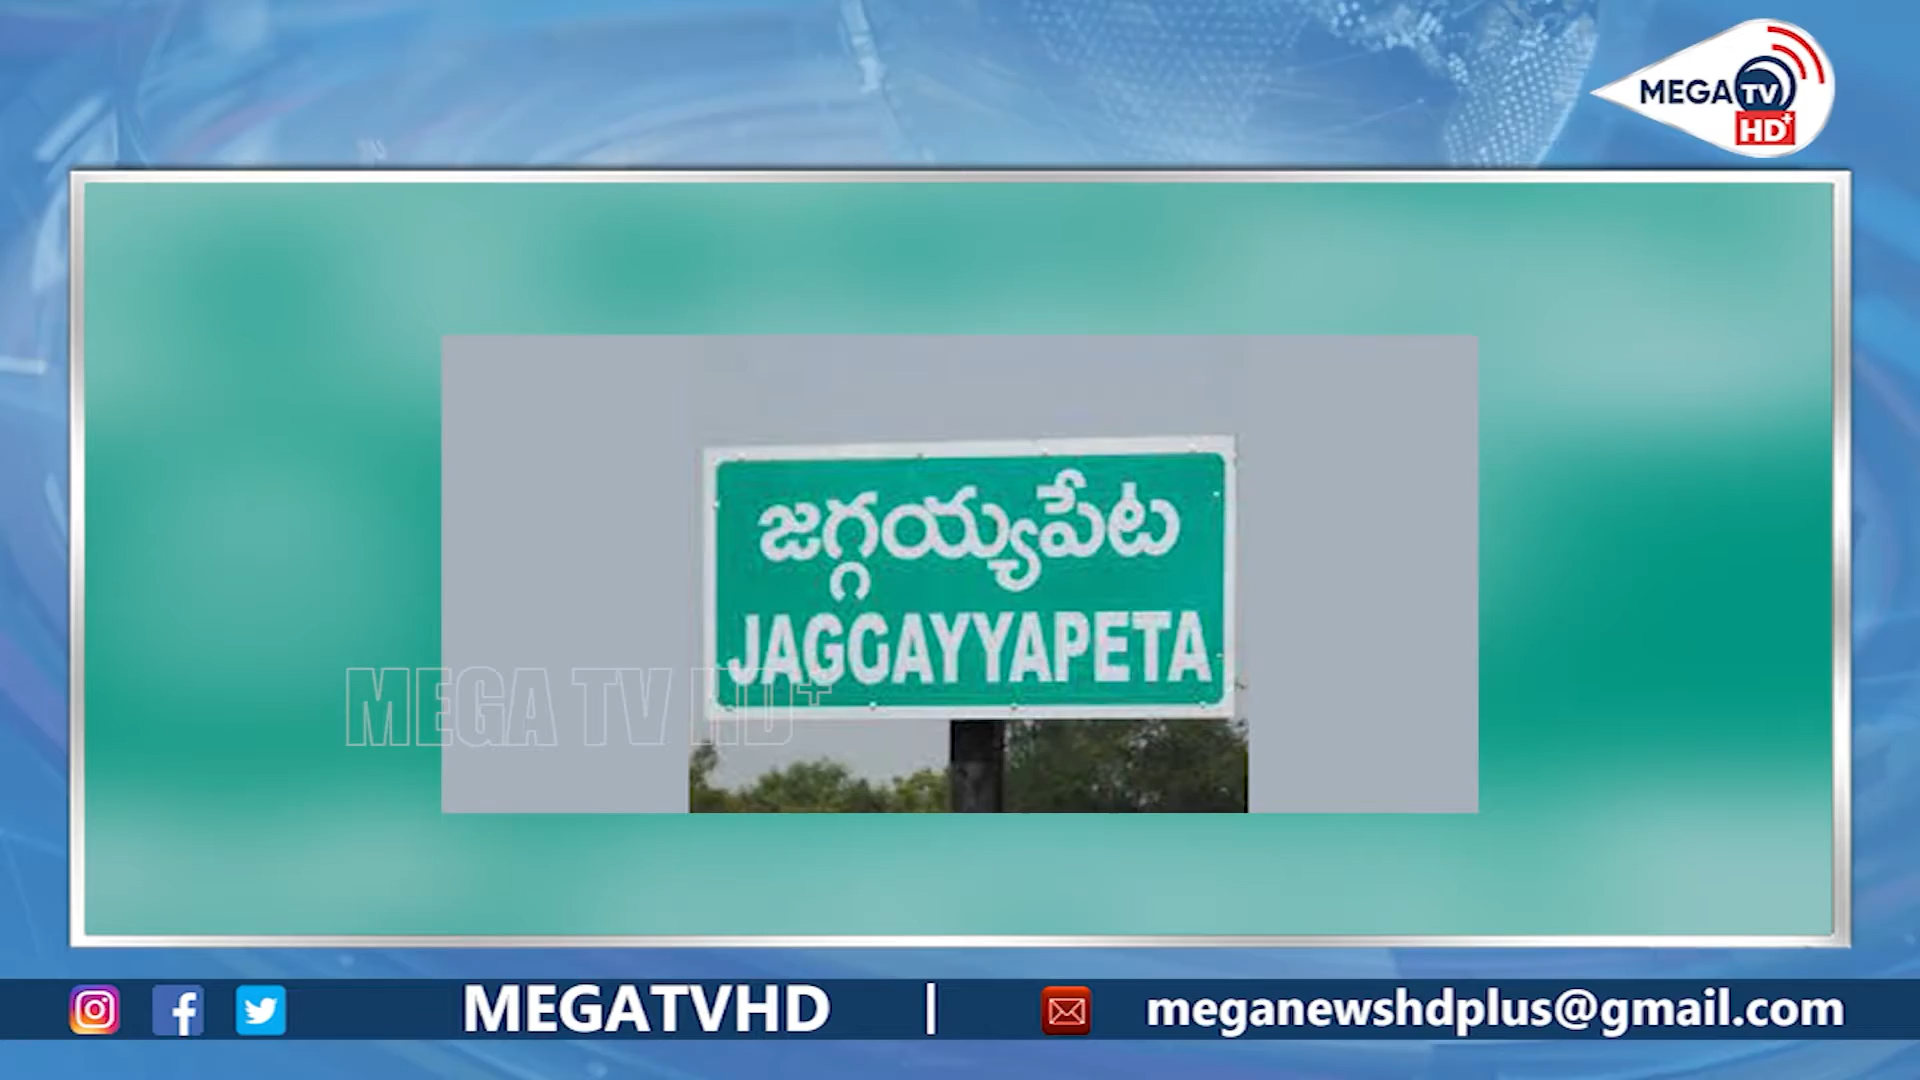 MEGA TV
HD+
జగ్గయ్యపేట
JAGGAYYAPETA
MEGA TV HD+
MEGATVHD | meganewshdplus@gmail.com